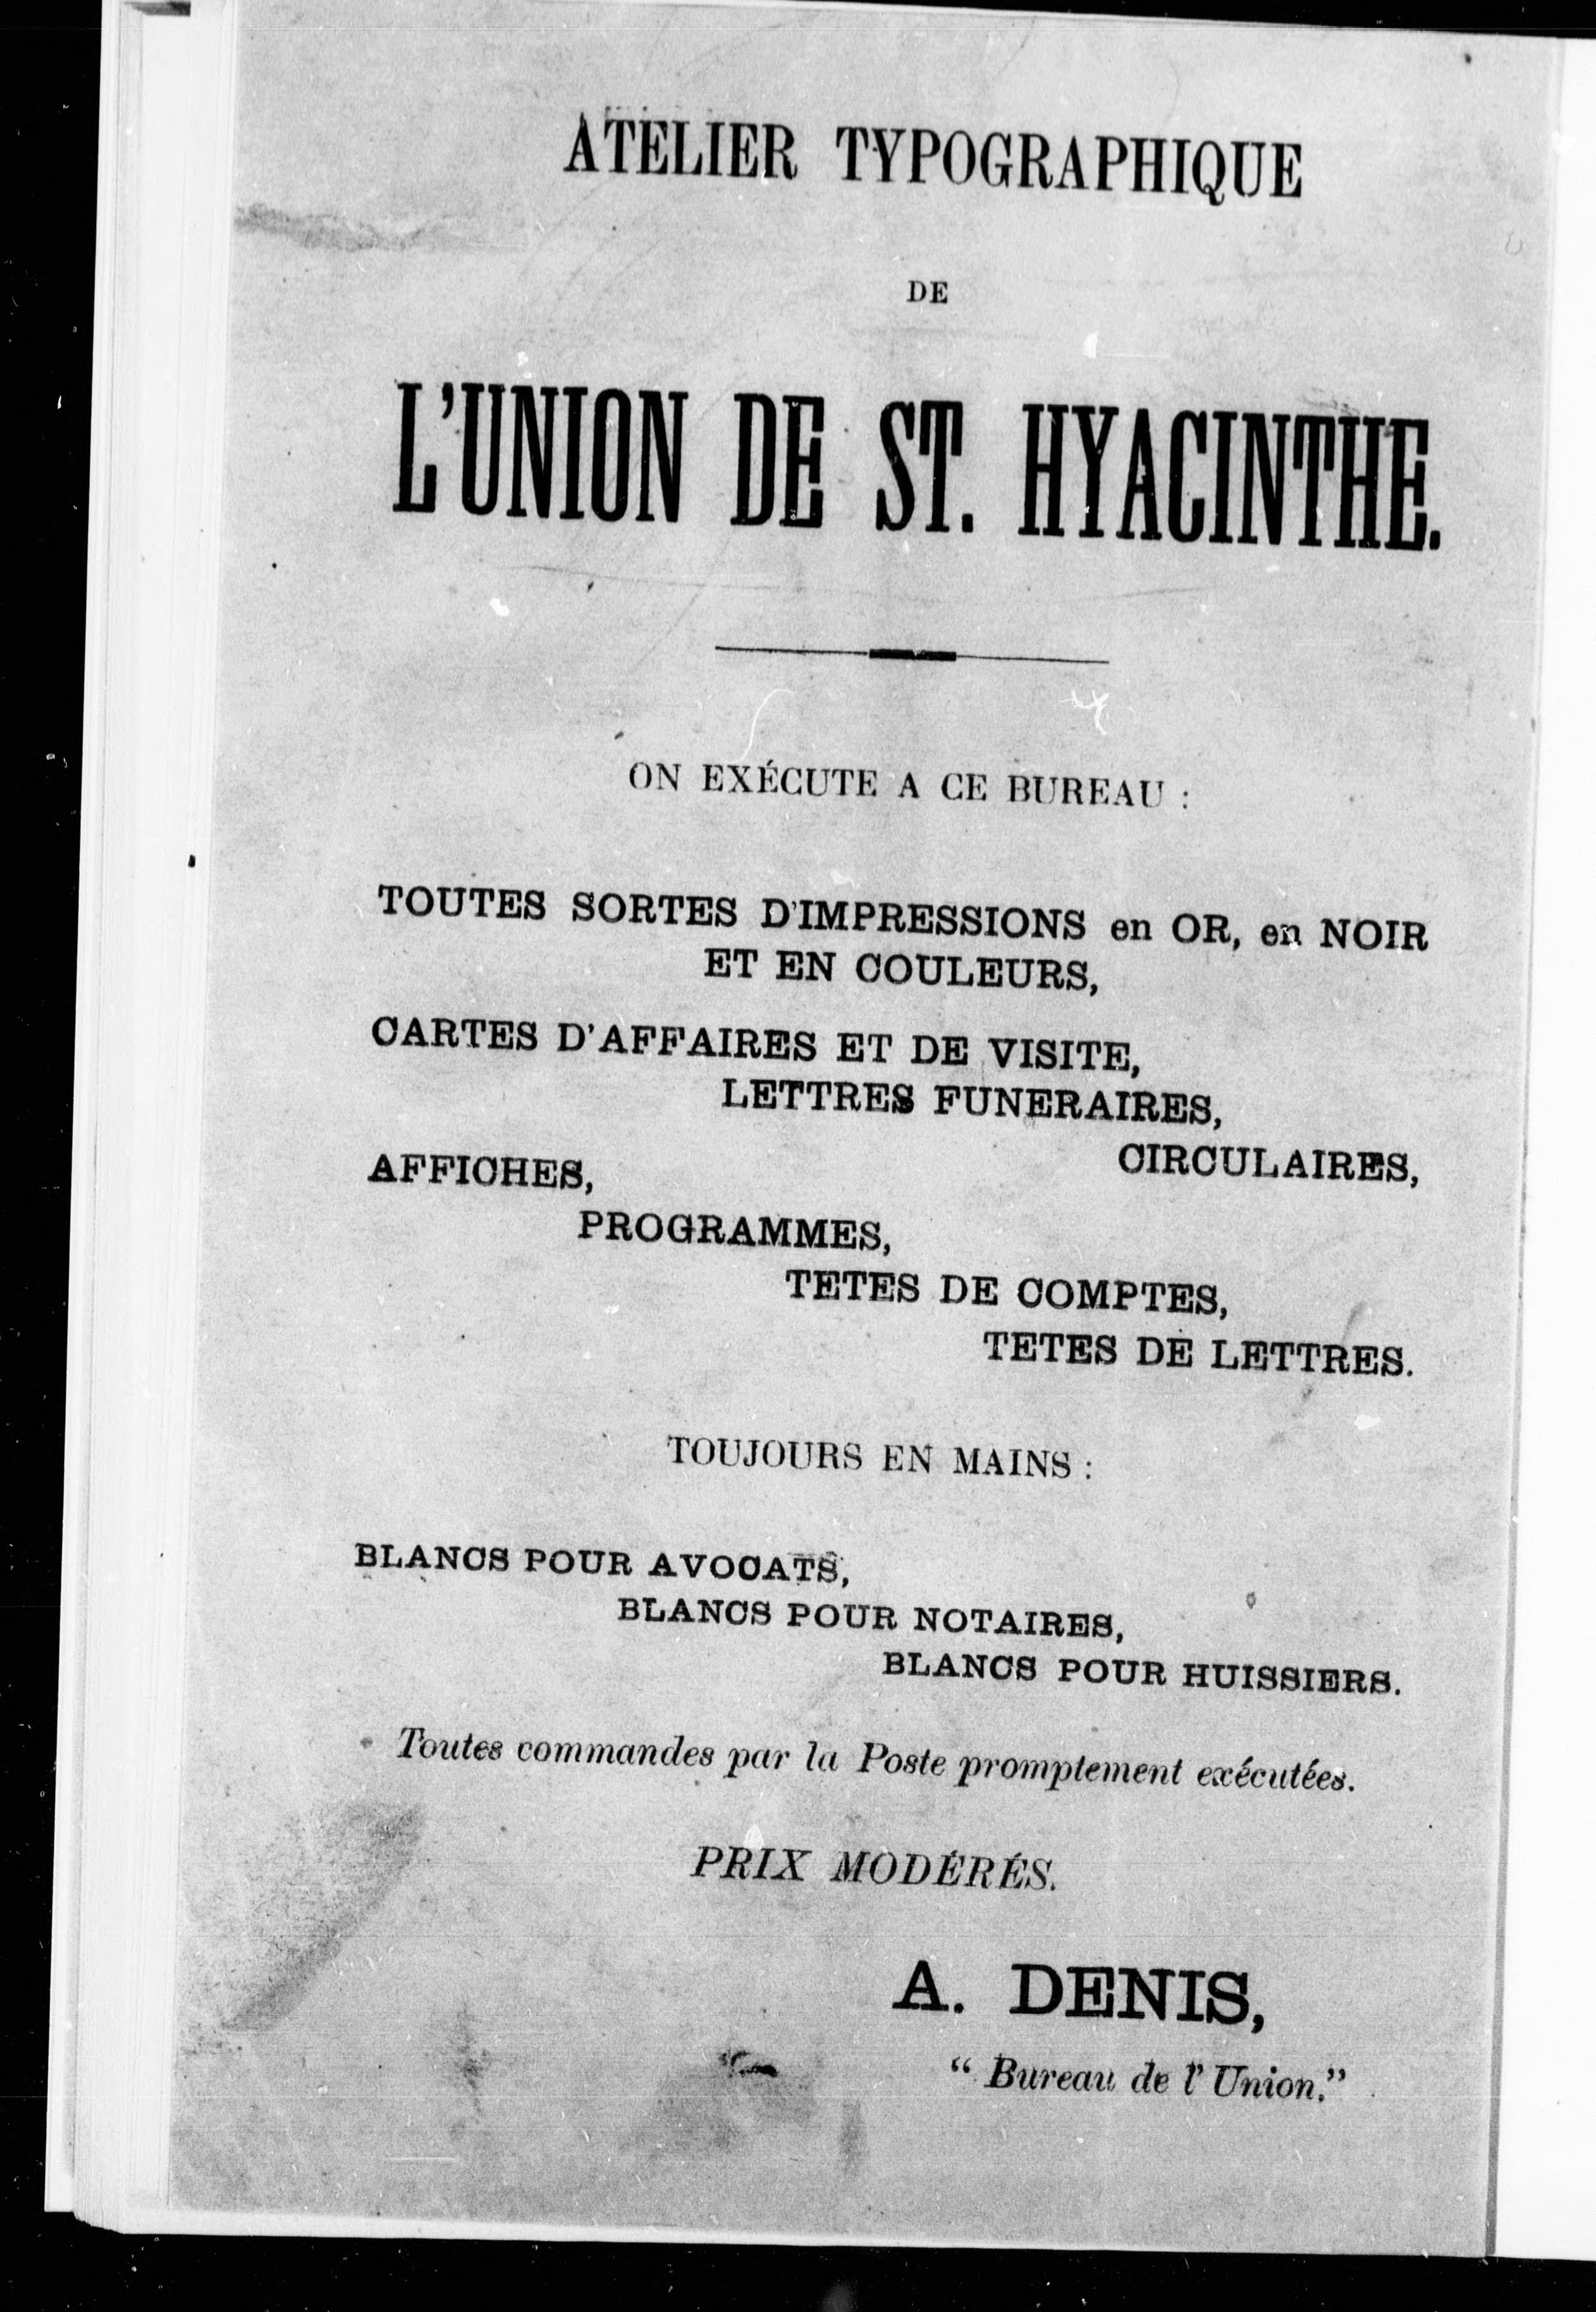 ATELIER TYPOGRAPHIQUE
DE
L'UNION DE ST. HYACINTHE.
ON EXÉCUTE A CE BUREAU :
TOUTES SORTES D'IMPRESSIONS en OR, en NOIR
ET EN COULEURS,
CARTES D'AFFAIRES ET DE VISITE,
LETTRES FUNERAIRES,
CIRCULAIRES,
AFFICHES,
PROGRAMMES,
TETES DE COMPTES,
TETES DE LETTRES.
TOUJOURS EN MAINS :
BLANCS POUR AVOCATS,
BLANCS POUR NOTAIRES,
BLANCS POUR HUISSIERS.
Toutes commandes par la Poste promptement exécutées.
PRIX MODÉRÉS.
A. DENIS,
“ Bureau de l'Union.”